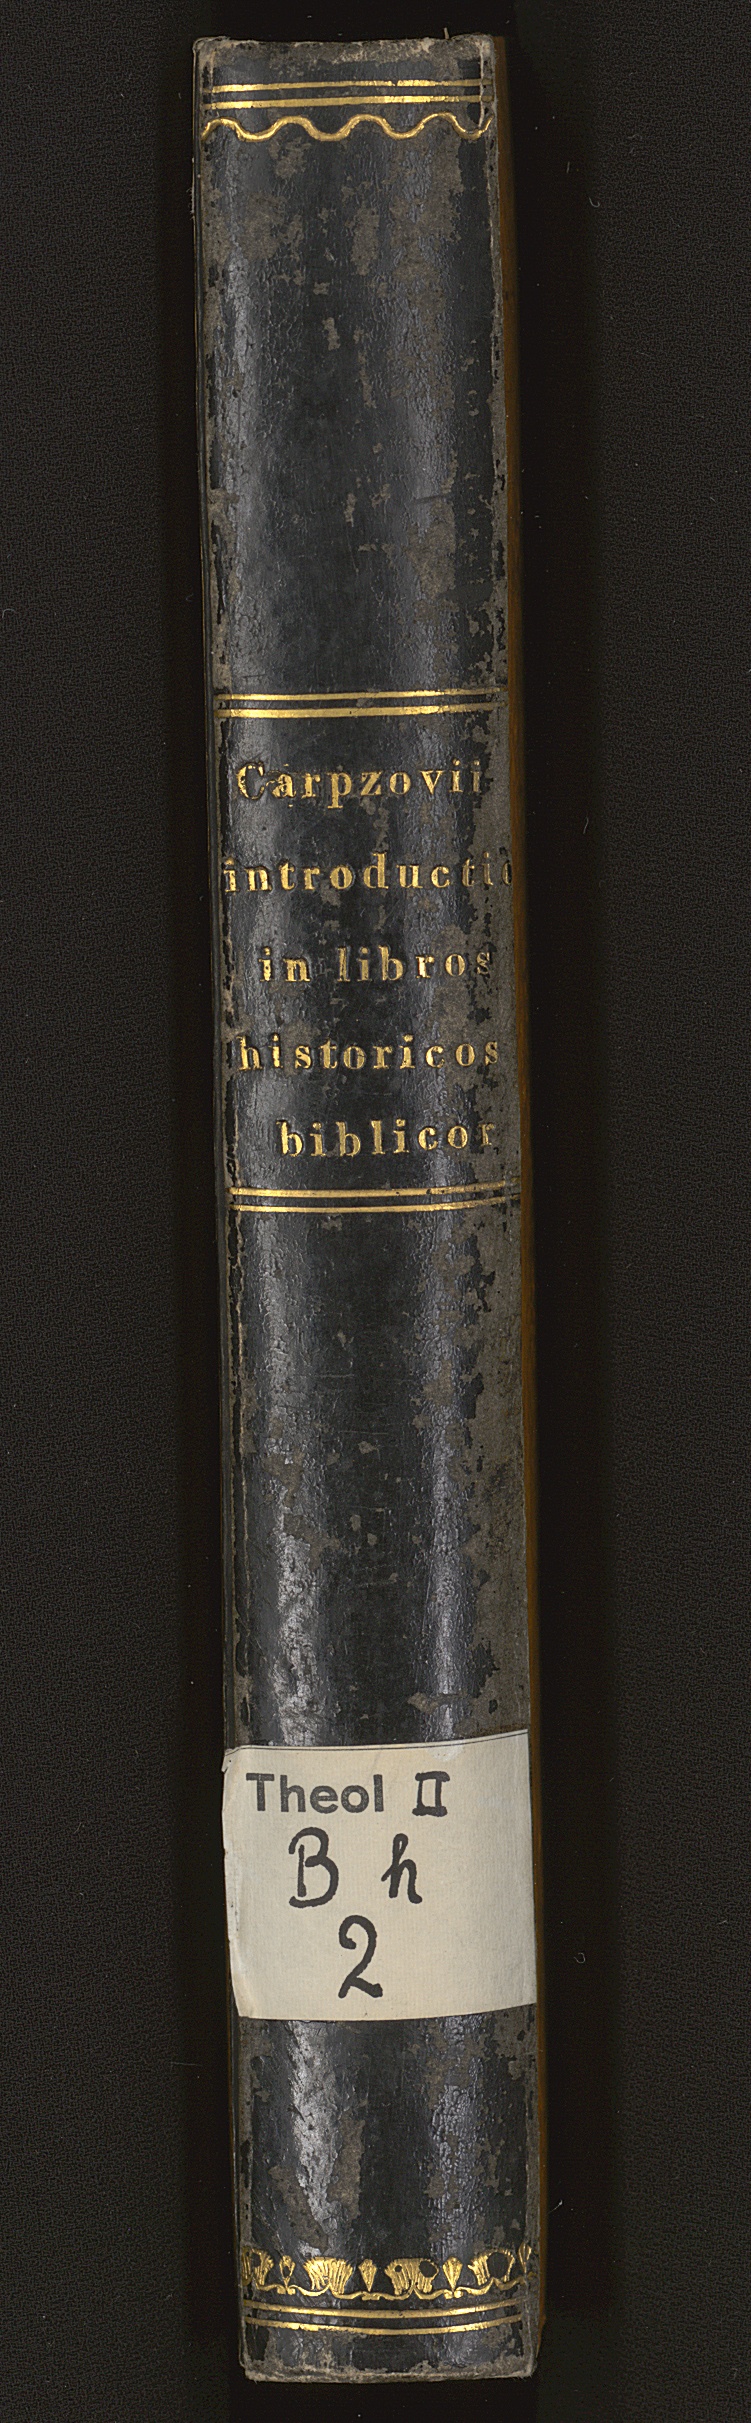 Carpzovii
introductio
in libros
historicos
biblicor
Theol II
B h
2